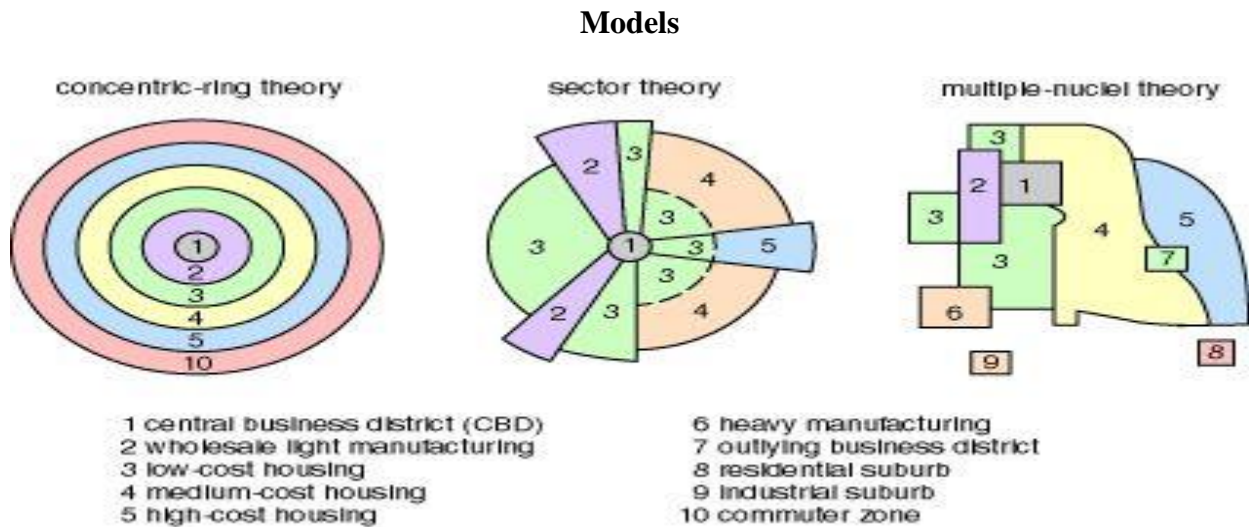 Models
concentric-ring theory
sector theory
multiple-nuclei theory
1
2
3
4
5
10
2
3
4
3
3
1
3
5
3
2
3
4
3
2
1
3
4
5
3
7
6
9
8
1 central business district (CBD)
2 wholesale light manufacturing
3 low-cost housing
4 medium-cost housing
5 high-cost housing
6 heavy manufacturing
7 outlying business district
8 residential suburb
9 industrial suburb
10 commuter zone